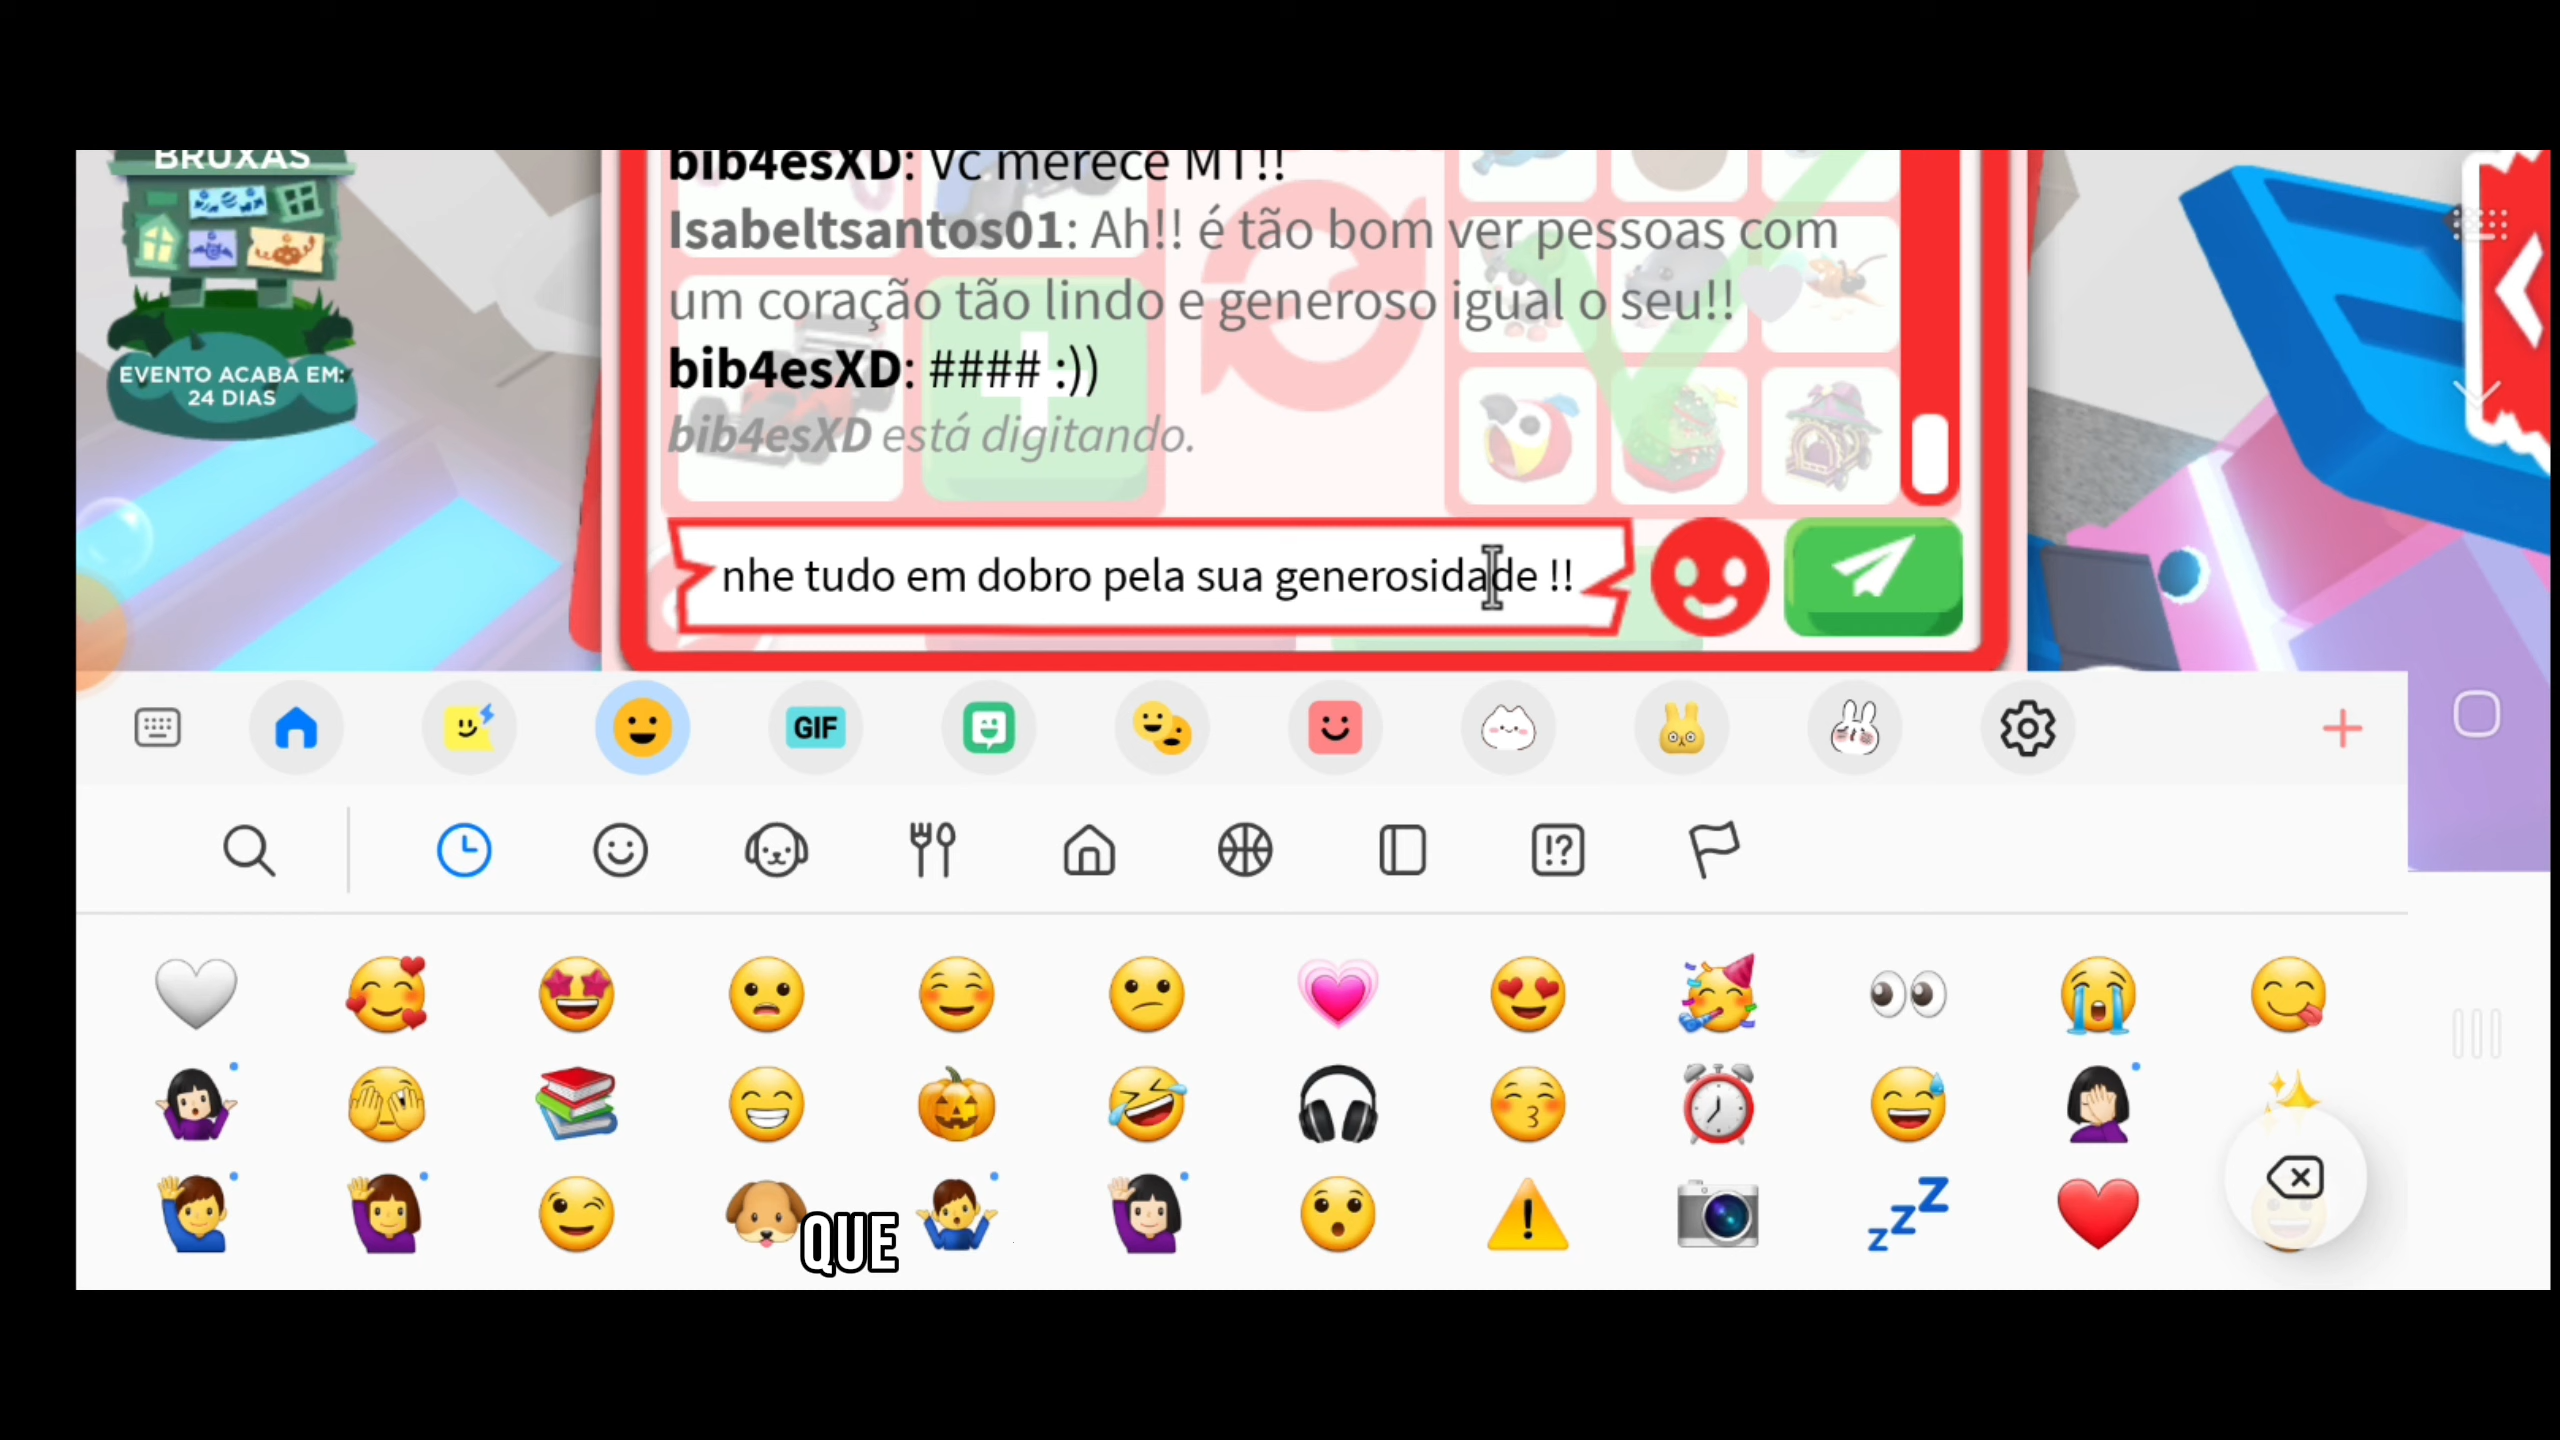 BRUXAS
EVENTO ACABA EM:
24 DIAS
bib4esXD: Vc merece MT!!
Isabeltsantos01: Ah!! é tão bom ver pessoas com
um coração tão lindo e generoso igual o seu!! 🤍
bib4esXD: #### :))
bib4esXD está digitando.
nhe tudo em dobro pela sua generosidade !!
GIF
!?
QUE